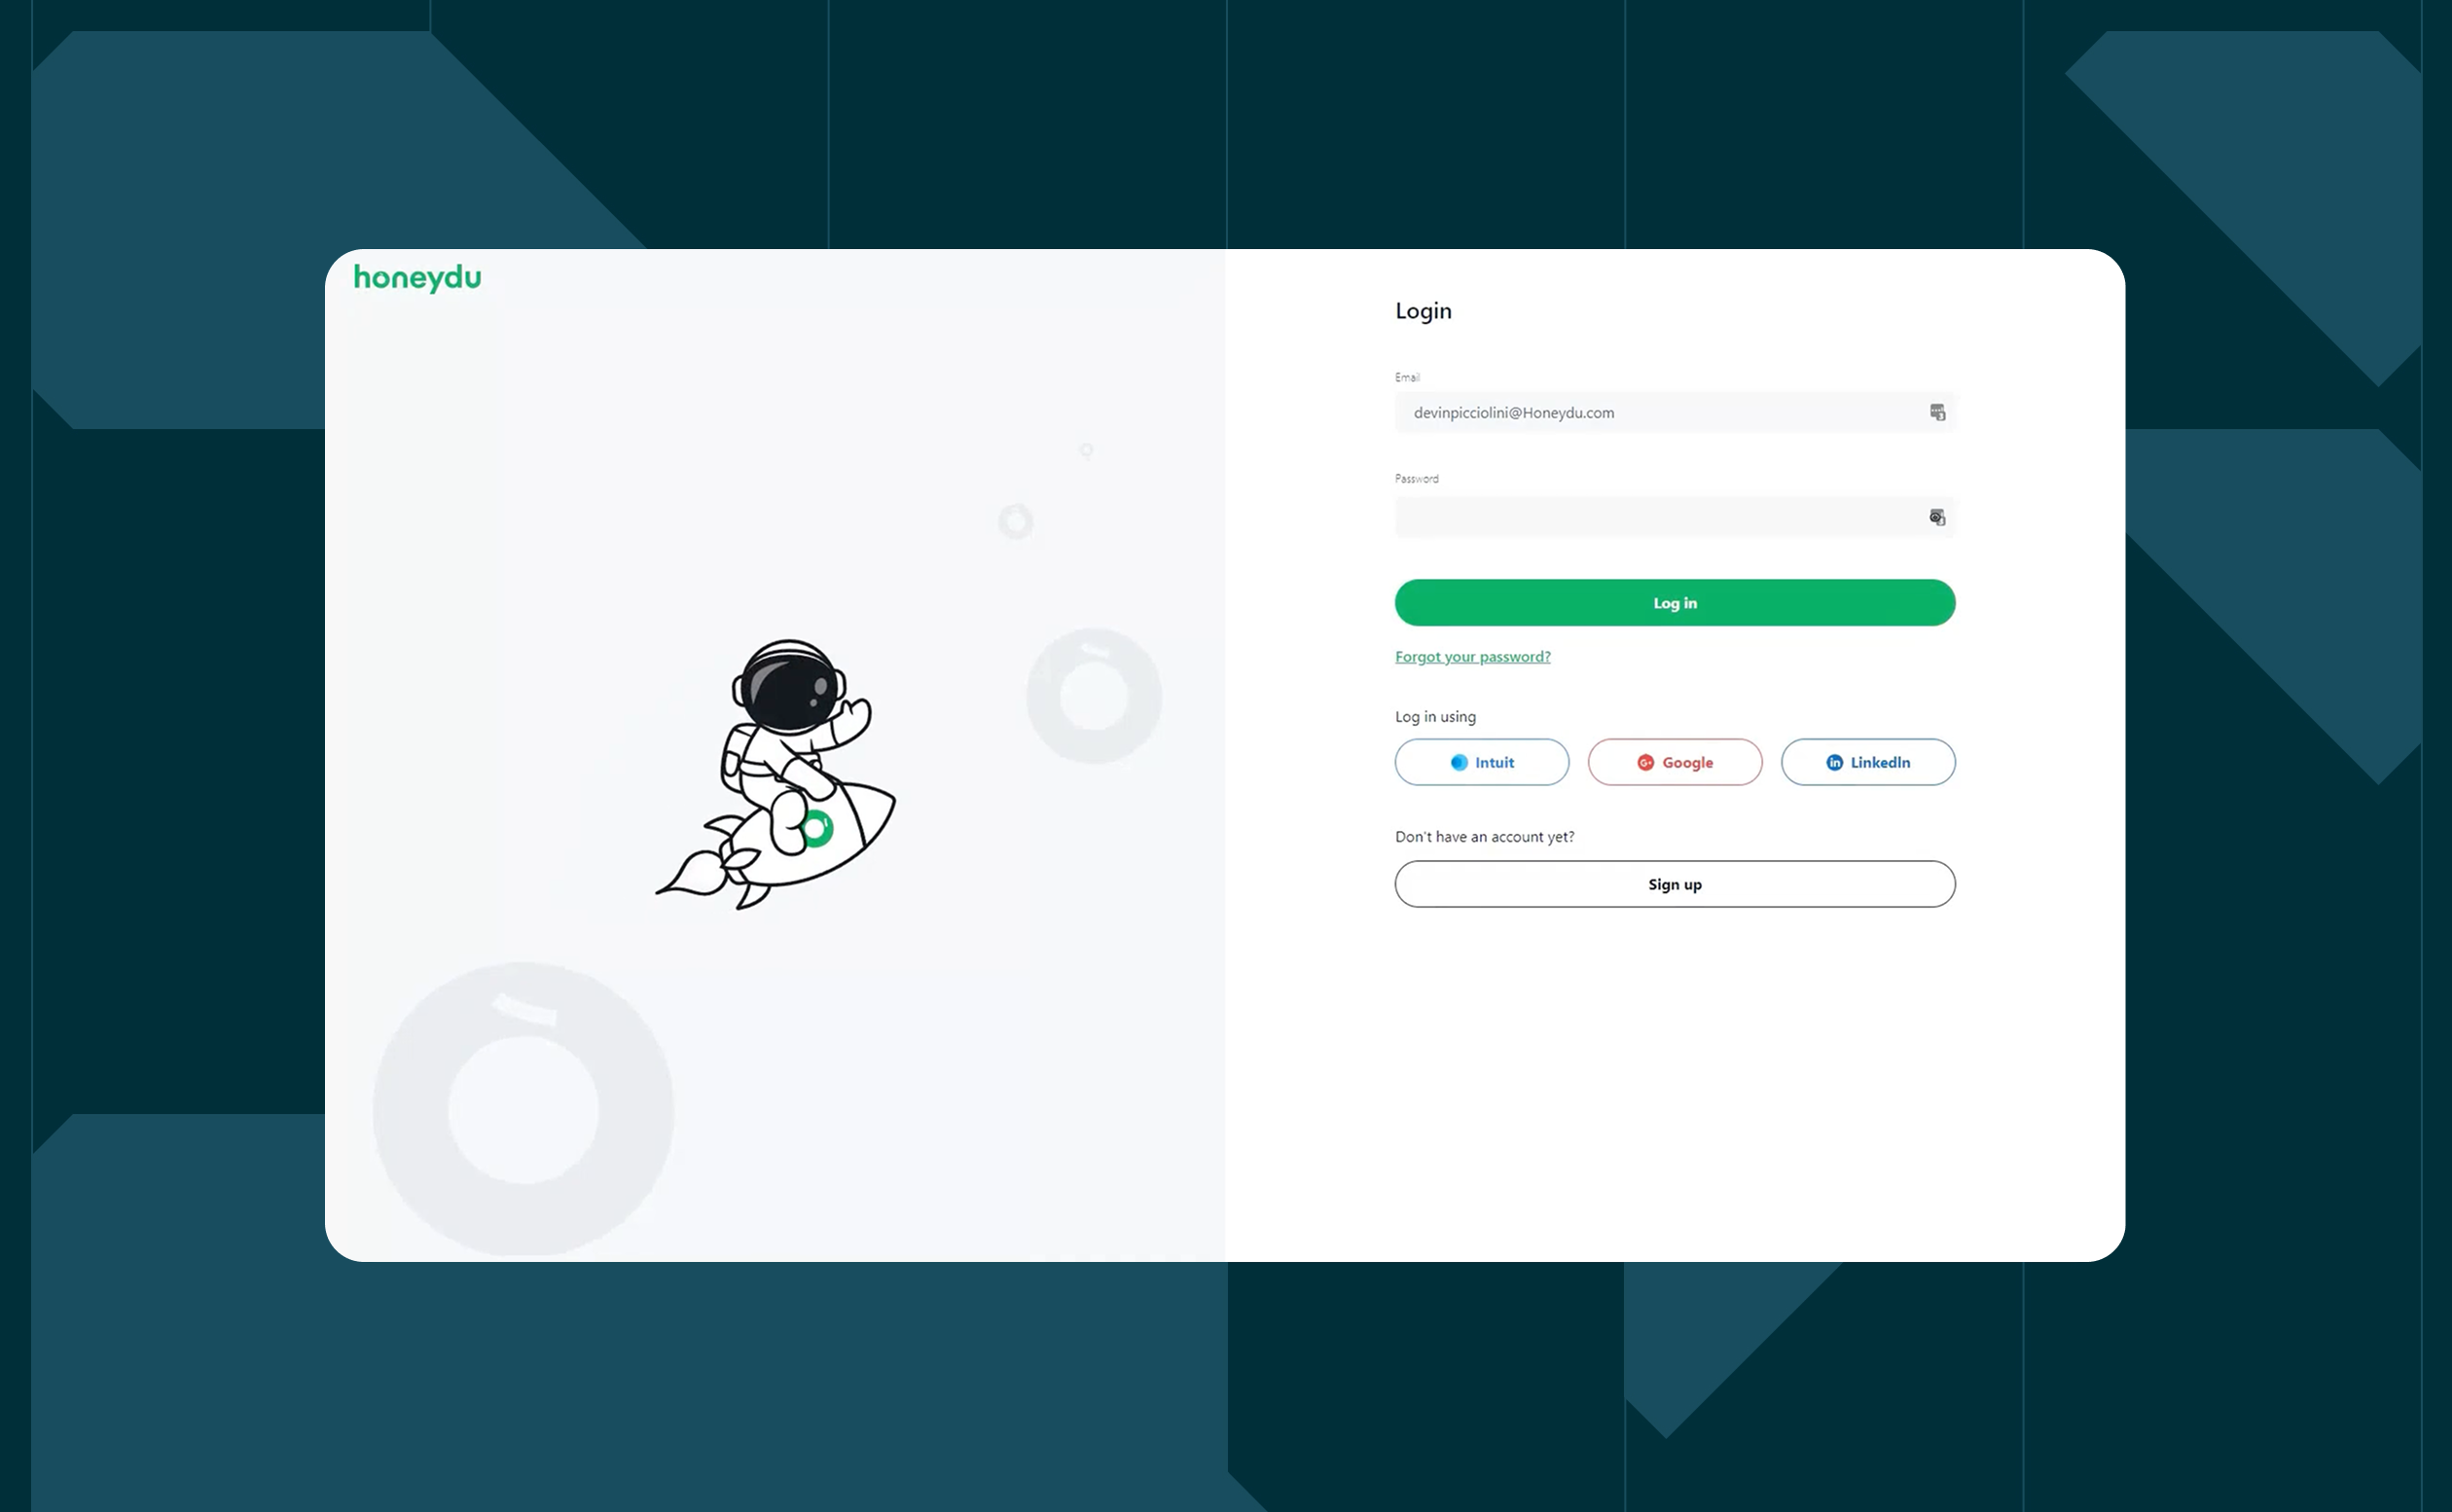 honeydu
Login
Email
devinpicciolini@Honeydu.com
Password
Log in
Forgot your password?
Log in using
Intuit
G+ Google
in LinkedIn
Don't have an account yet?
Sign up